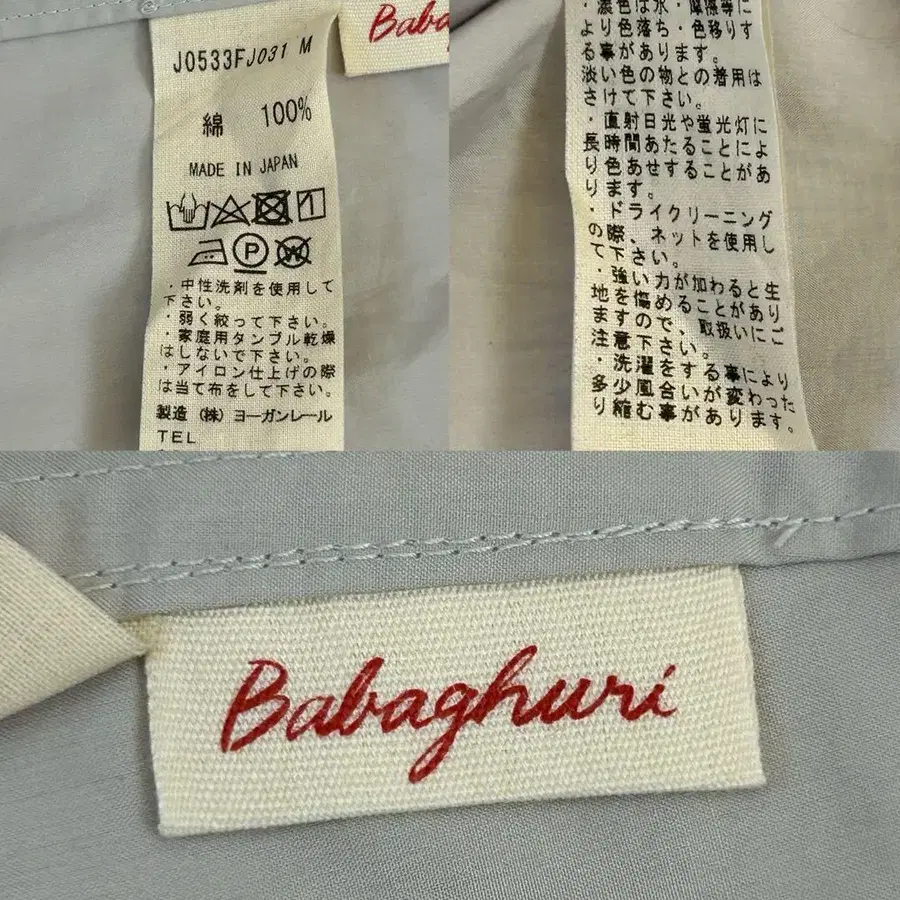 J0533FJ031 M
綿 100%
MADE IN JAPAN
P
W
・中性洗剤を使用して
下さい。
・弱く絞って下さい。
・家庭用タンブル乾燥
はしないで下さい。
・アイロン仕上げの際
は当て布をして下さい。
製造 (株) ヨーガンレール
TEL
・濃色は水・摩擦等に
より色落ち・色移りす
る事があります。
淡い色の物との着用は
さけて下さい。
・直射日光や蛍光灯に
長時間あたることによ
り色あせすることがあ
ります。
・ドライクリーニング
の際、ネットを使用し
て下さい。
・強い力が加わると生
地を傷めることがあり
ますので、取扱いにご
注意下さい。
・洗濯をする事により
多少風合いが変わった
り縮む事があります。
Babaghuri